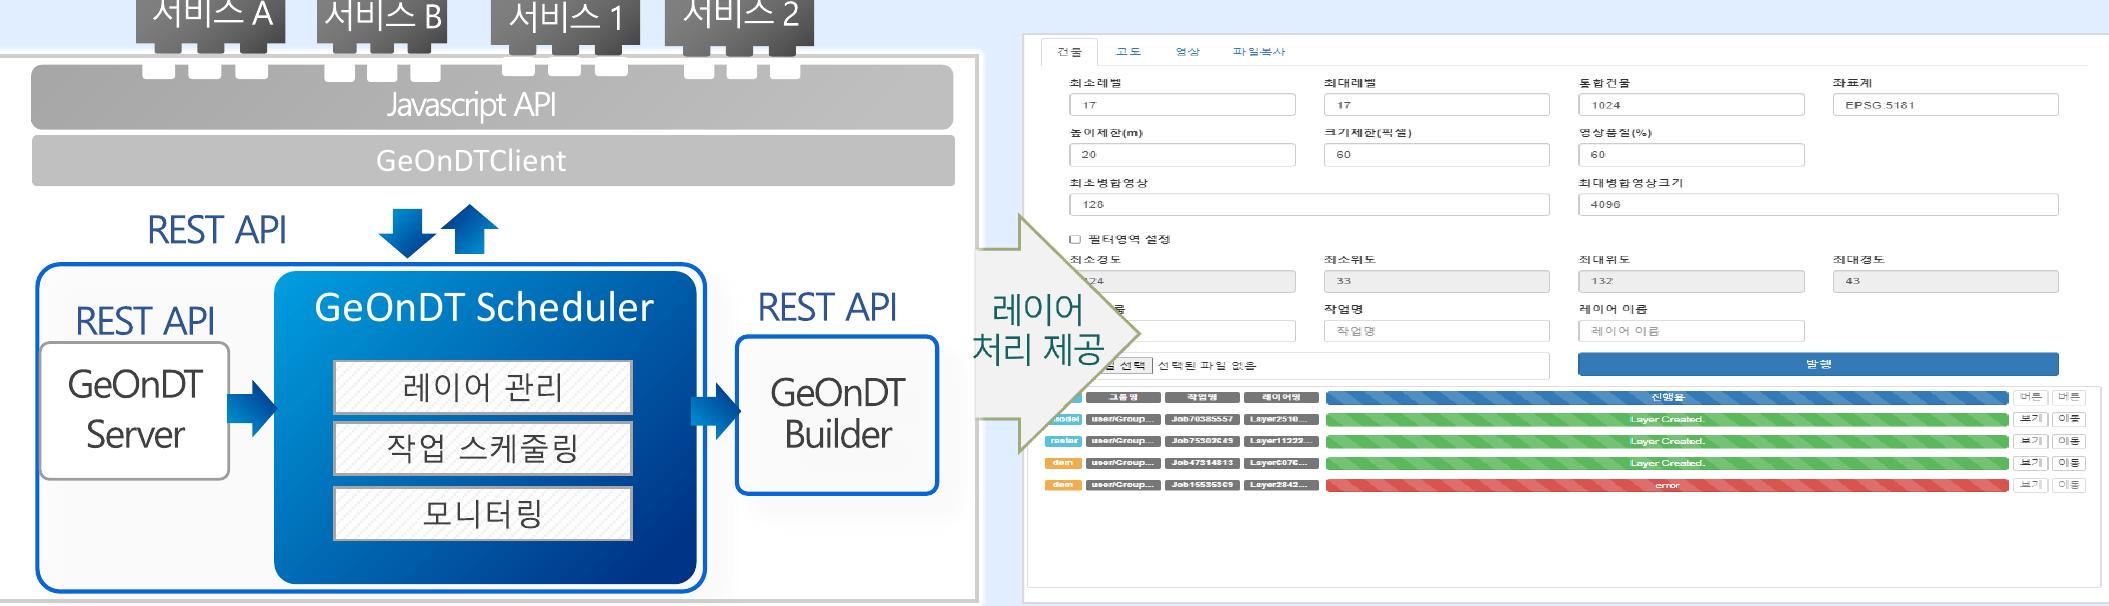 서비스 A
서비스 B
서비스 1
서비스 2
Javascript API
GeOnDTClient
REST API
REST API
GeOnDT
Server
GeOnDT Scheduler
레이어 관리
작업 스케줄링
모니터링
REST API
GeOnDT
Builder
레이어
처리 제공
건물 고도 영상 파일복사
최소레벨 최대레벨 통합건물 좌표계
17 17 1024 EPSG:5181
높이제한(m) 크기제한(픽셀) 영상품질(%)
20 60 60
최소병합영상 최대병합영상크기
128 4096
필터영역 설정
최소경도 최소위도 최대위도 최대경도
24 33 132 43
작업명 레이어 이름
작업명 레이어 이름
선택 선택된 파일 없음 발행
그룹명 작업명 레이어명 진행율 버튼 버튼
model user/Group... Job70385557 Layer2510... Layer Created. 보기 이동
raster user/Group... Layer11222... Layer Created. 보기 이동
dem user/Group... Layer Created. 보기 이동
dem user/Group... Layer2842... error 보기 이동